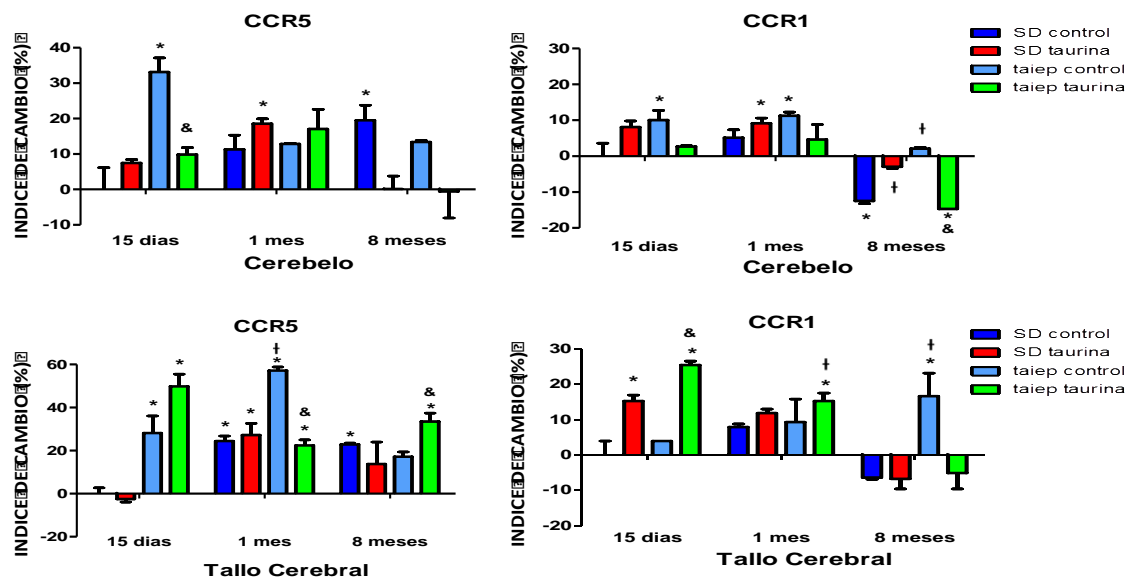 CCR5
INDICE DE CAMBIO (%)
40
30
20
10
0
-10
*
&
*
*
15 dias 1 mes 8 meses
Cerebelo
CCR1
INDICE DE CAMBIO (%)
30
20
10
0
-10
-20
*
* *
ƚ
ƚ
*
*
&
15 dias 1 mes 8 meses
Cerebelo
SD control
SD taurina
taiep control
taiep taurina
CCR5
INDICE DE CAMBIO (%)
60
40
20
0
-20
* *
* *
ƚ
*
&
*
*
&
*
15 dias 1 mes 8 meses
Tallo Cerebral
CCR1
INDICE DE CAMBIO (%)
30
20
10
0
-10
-20
*
&
*
ƚ
*
ƚ
*
15 dias 1 mes 8 meses
Tallo Cerebral
SD control
SD taurina
taiep control
taiep taurina